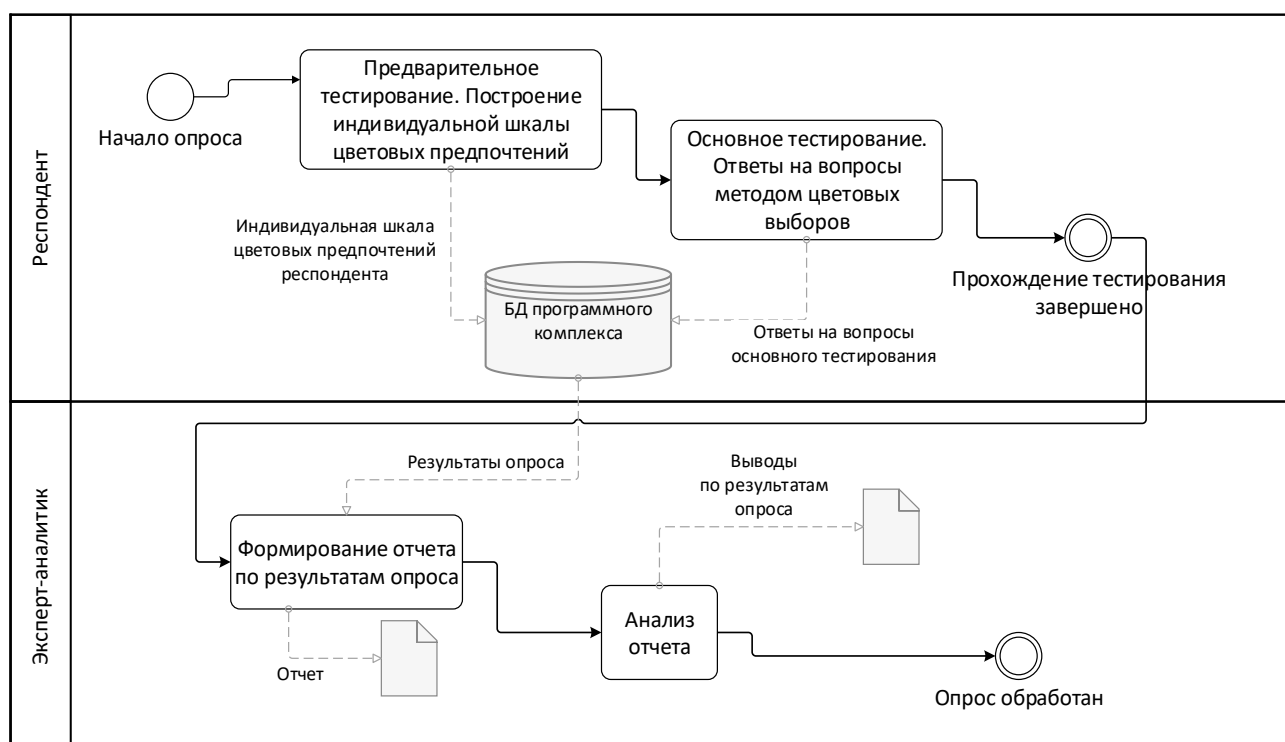 Респондент
Начало опроса
Предварительное
тестирование. Построение
индивидуальной шкалы
цветовых предпочтений
Основное тестирование.
Ответы на вопросы
методом цветовых
выборов
Прохождение тестирования
завершено
Индивидуальная шкала
цветовых предпочтений
респондента
БД программного
комплекса
Ответы на вопросы
основного тестирования
Эксперт-аналитик
Результаты опроса
Выводы
по результатам
опроса
Формирование отчета
по результатам опроса
Отчет
Анализ
отчета
Опрос обработан